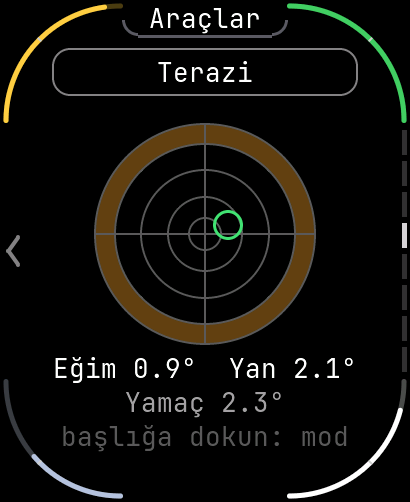 Araçlar
Terazi
Eğim 0.9° Yan 2.1°
Yamaç 2.3°
başlığa dokun: mod